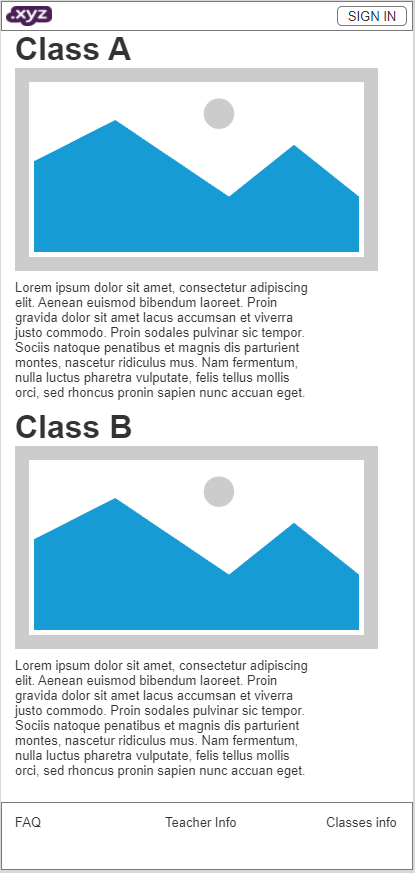 .xyz
SIGN IN
Class A
Lorem ipsum dolor sit amet, consectetur adipiscing
elit. Aenean euismod bibendum laoreet. Proin
gravida dolor sit amet lacus accumsan et viverra
justo commodo. Proin sodales pulvinar sic tempor.
Sociis natoque penatibus et magnis dis parturient
montes, nascetur ridiculus mus. Nam fermentum,
nulla luctus pharetra vulputate, felis tellus mollis
orci, sed rhoncus pronin sapien nunc accuan eget.
Class B
Lorem ipsum dolor sit amet, consectetur adipiscing
elit. Aenean euismod bibendum laoreet. Proin
gravida dolor sit amet lacus accumsan et viverra
justo commodo. Proin sodales pulvinar sic tempor.
Sociis natoque penatibus et magnis dis parturient
montes, nascetur ridiculus mus. Nam fermentum,
nulla luctus pharetra vulputate, felis tellus mollis
orci, sed rhoncus pronin sapien nunc accuan eget.
FAQ
Teacher Info
Classes info